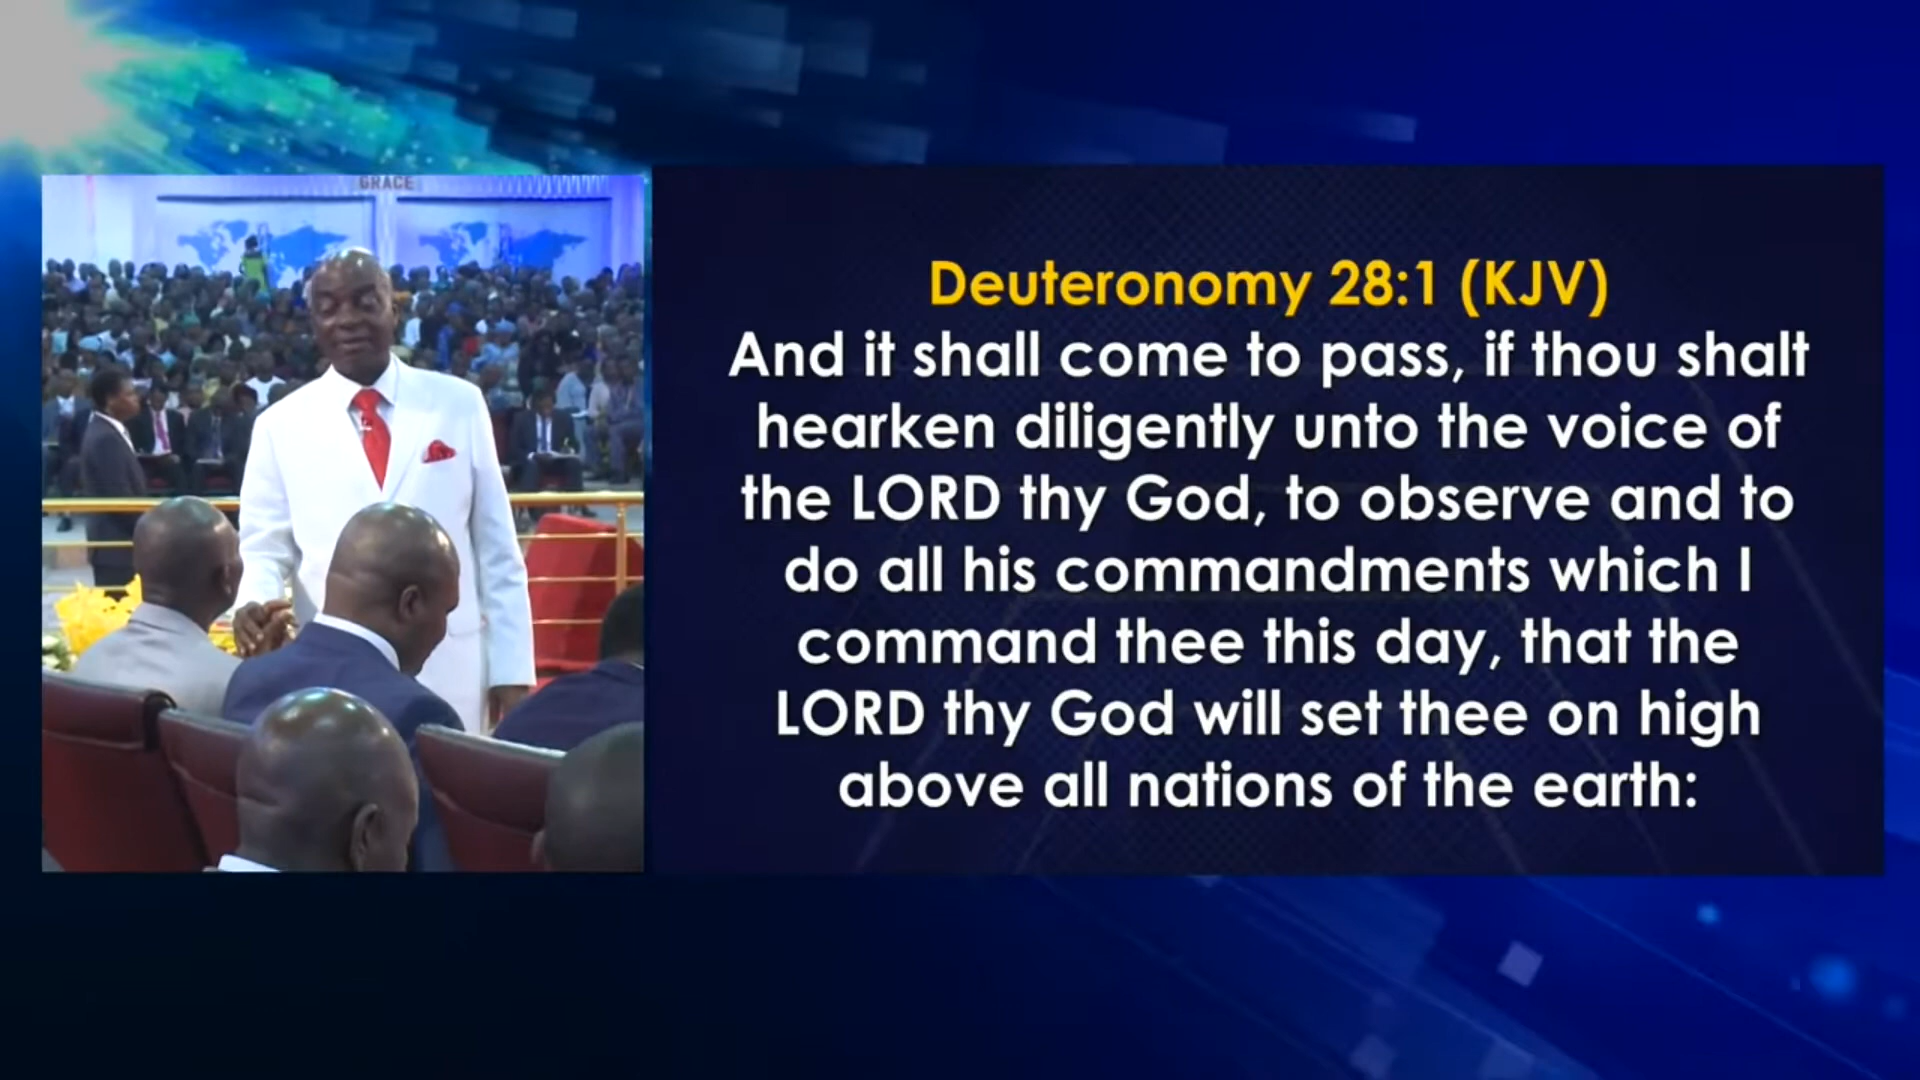 GRACE
Deuteronomy 28:1 (KJV)
And it shall come to pass, if thou shalt
hearken diligently unto the voice of
the LORD thy God, to observe and to
do all his commandments which I
command thee this day, that the
LORD thy God will set thee on high
above all nations of the earth: